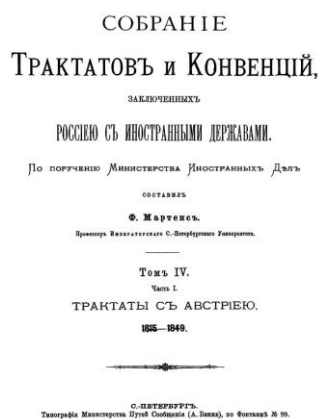 СОБРАНІЕ
ТРАКТАТОВЪ и КОНВЕНЦІЙ,
ЗАКЛЮЧЕННЫХЪ
РОССІЕЮ СЪ ИНОСТРАННЫМИ ДЕРЖАВАМИ.
По порученію Министерства Иностранныхъ Дѣлъ
СОСТАВИЛЪ
Ф. Мартенсъ.
Профессоръ Императорскаго С.-Петербургскаго Университета.
Томъ IV.
Часть I.
ТРАКТАТЫ СЪ АВСТРІЕЮ.
1815—1849.
С.-ПЕТЕРБУРГЪ.
Типографія Министерства Путей Сообщенія (А. Бенке), по Фонтанкѣ № 99.